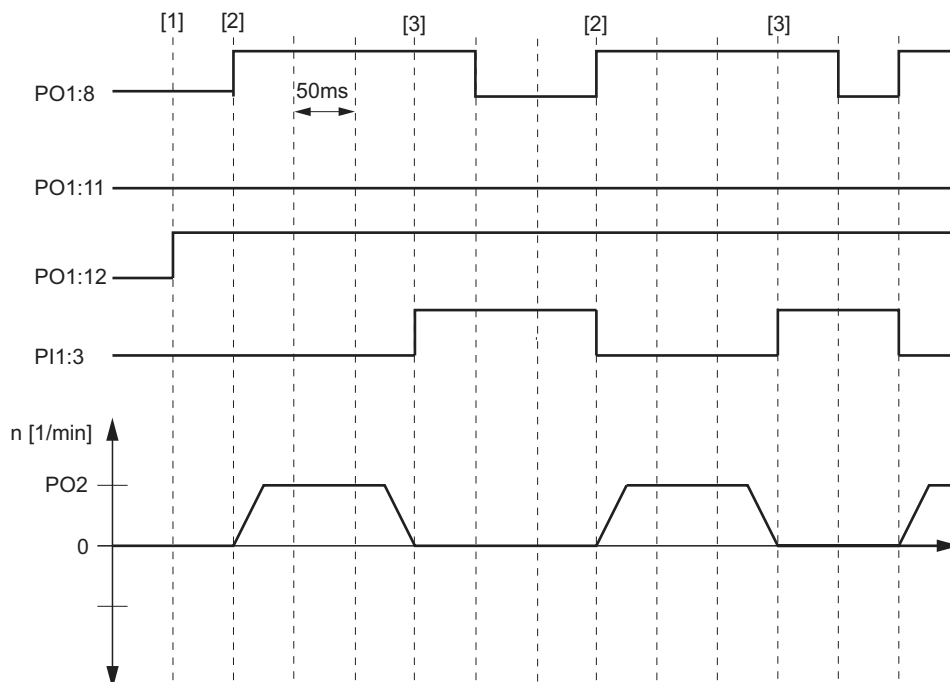 [1] [2] [3] [2] [3]
PO1:8
50ms
PO1:11
PO1:12
PI1:3
n [1/min]
PO2
0